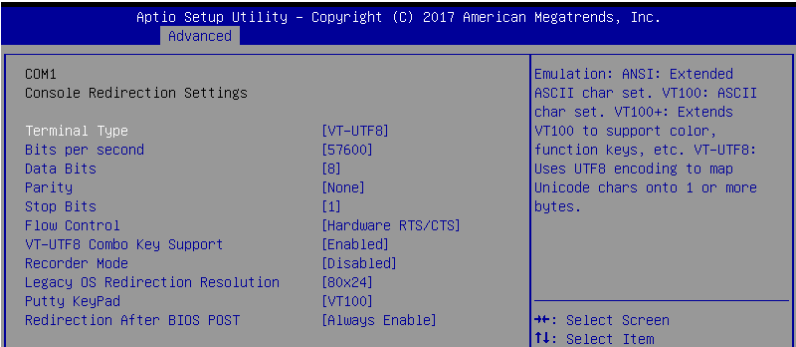 Aptio Setup Utility – Copyright (C) 2017 American Megatrends, Inc.
Advanced
COM1
Console Redirection Settings
Terminal Type [VT-UTF8]
Bits per second [57600]
Data Bits [8]
Parity [None]
Stop Bits [1]
Flow Control [Hardware RTS/CTS]
VT-UTF8 Combo Key Support [Enabled]
Recorder Mode [Disabled]
Legacy OS Redirection Resolution [80x24]
Putty KeyPad [VT100]
Redirection After BIOS POST [Always Enable]
Emulation: ANSI: Extended
ASCII char set. VT100: ASCII
char set. VT100+: Extends
VT100 to support color,
function keys, etc. VT-UTF8:
Uses UTF8 encoding to map
Unicode chars onto 1 or more
bytes.
→←: Select Screen
↑↓: Select Item